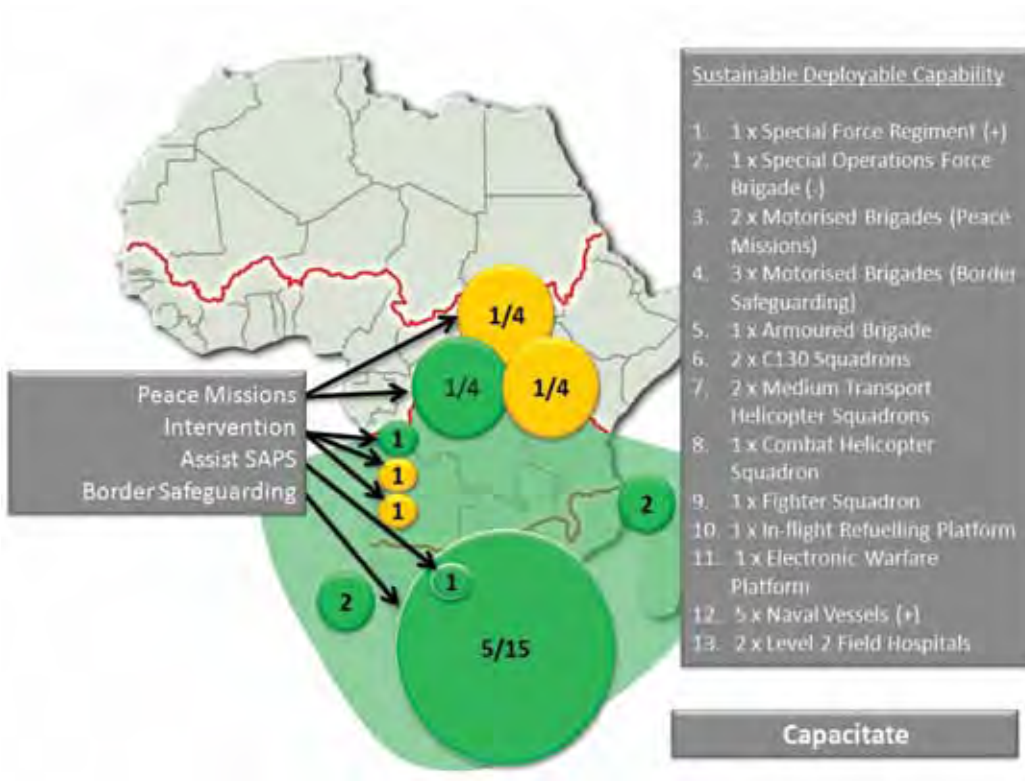 Peace Missions
Intervention
Assist SAPS
Border Safeguarding
1/4
1/4
1/4
1
1
1
2
1
2
5/15
Sustainable Deployable Capability
1. 1 x Special Force Regiment (+)
2. 1 x Special Operations Force
Brigade (-)
3. 2 x Motorised Brigades (Peace
Missions)
4. 3 x Motorised Brigades (Border
Safeguarding)
5. 1 x Armoured Brigade
6. 2 x C130 Squadrons
7. 2 x Medium Transport
Helicopter Squadrons
8. 1 x Combat Helicopter
Squadron
9. 1 x Fighter Squadron
10. 1 x In-flight Refuelling Platform
11. 1 x Electronic Warfare
Platform
12. 5 x Naval Vessels (+)
13. 2 x Level 2 Field Hospitals
Capacitate